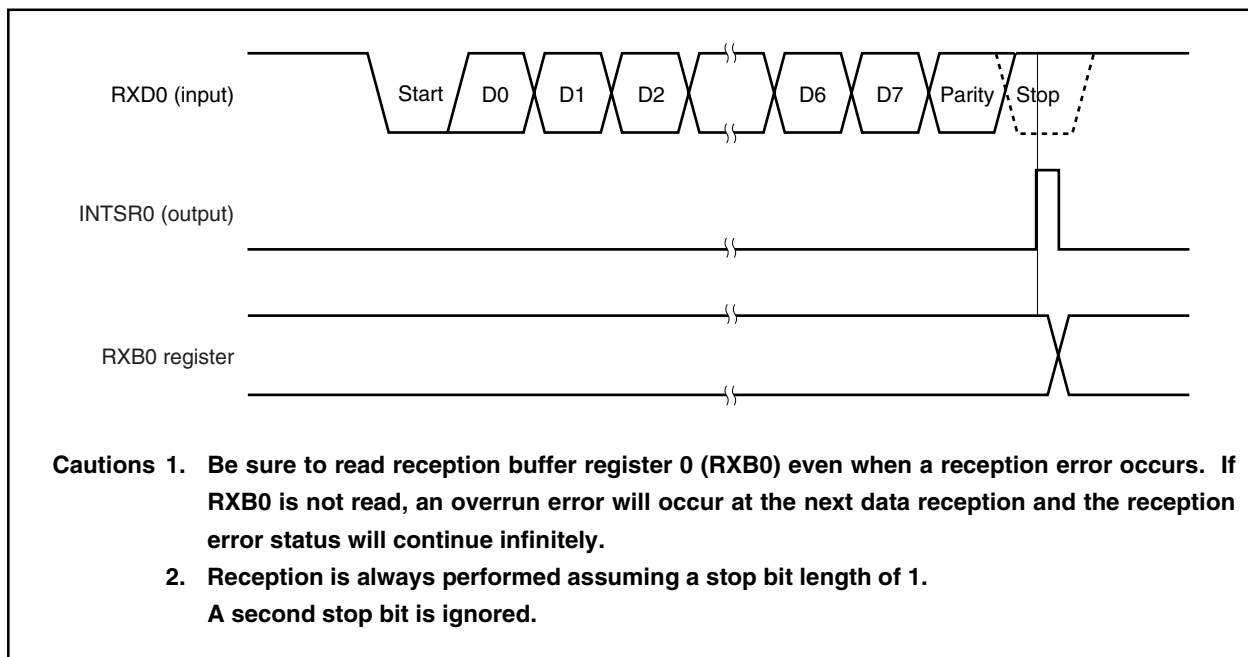 RXD0 (input)
Start D0 D1 D2 D6 D7 Parity Stop
INTSR0 (output)
RXB0 register
Cautions 1. Be sure to read reception buffer register 0 (RXB0) even when a reception error occurs. If
RXB0 is not read, an overrun error will occur at the next data reception and the reception
error status will continue infinitely.
2. Reception is always performed assuming a stop bit length of 1.
A second stop bit is ignored.